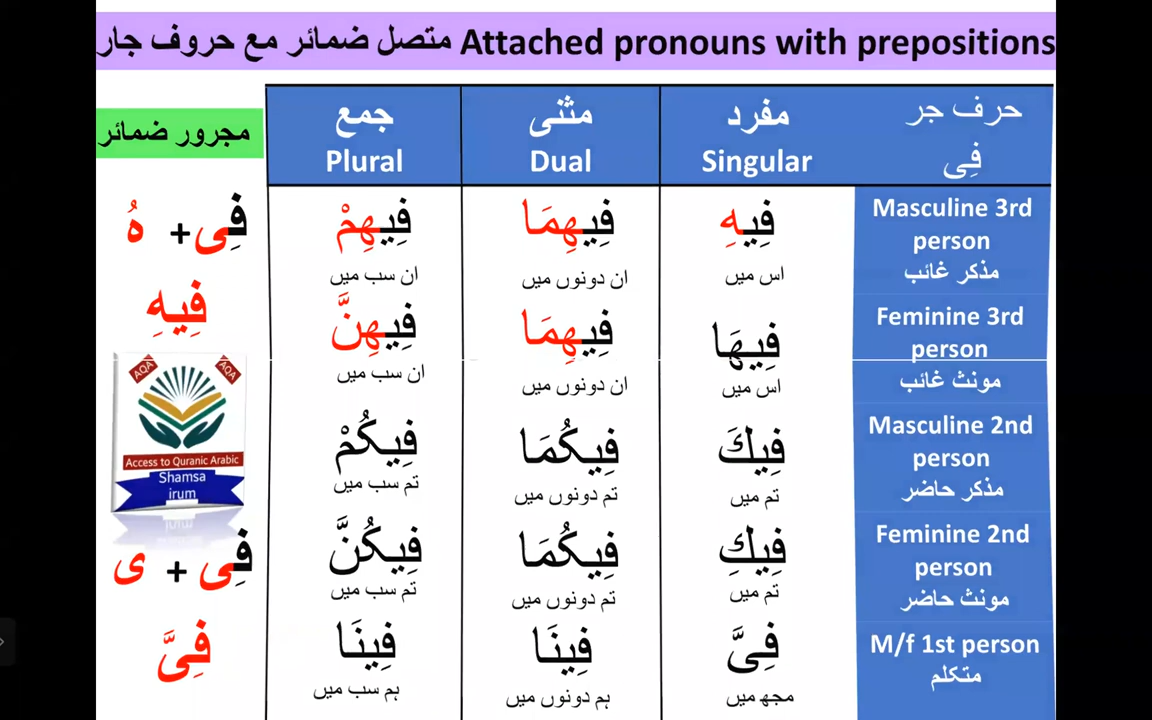 متصل ضمائر مع حروف جار Attached pronouns with prepositions
حرف جر مفرد مثنی جمع
فِی Singular Dual Plural
مجرور ضمائر
Masculine 3rd person
مذکر غائب
فِيهِ فِيهِمَا فِيهِمْ
اس میں ان دونوں میں ان سب میں
Feminine 3rd person
مونث غائب
فِيهَا فِيهِمَا فِيهِنَّ
اس میں ان دونوں میں ان سب میں
Masculine 2nd person
مذکر حاضر
فِيكَ فِيكُمَا فِيكُمْ
تم میں تم دونوں میں تم سب میں
Feminine 2nd person
مونث حاضر
فِيكِ فِيكُمَا فِيكُنَّ
تم میں تم دونوں میں تم سب میں
M/f 1st person
متکلم
فِیَّ فِينَا فِينَا
مجھ میں ہم دونوں میں ہم سب میں
فِی + هُ
فِيهِ
AQA AQA
Access to Quranic Arabic
Shamsa
irum
فِی + ی
فِیَّ